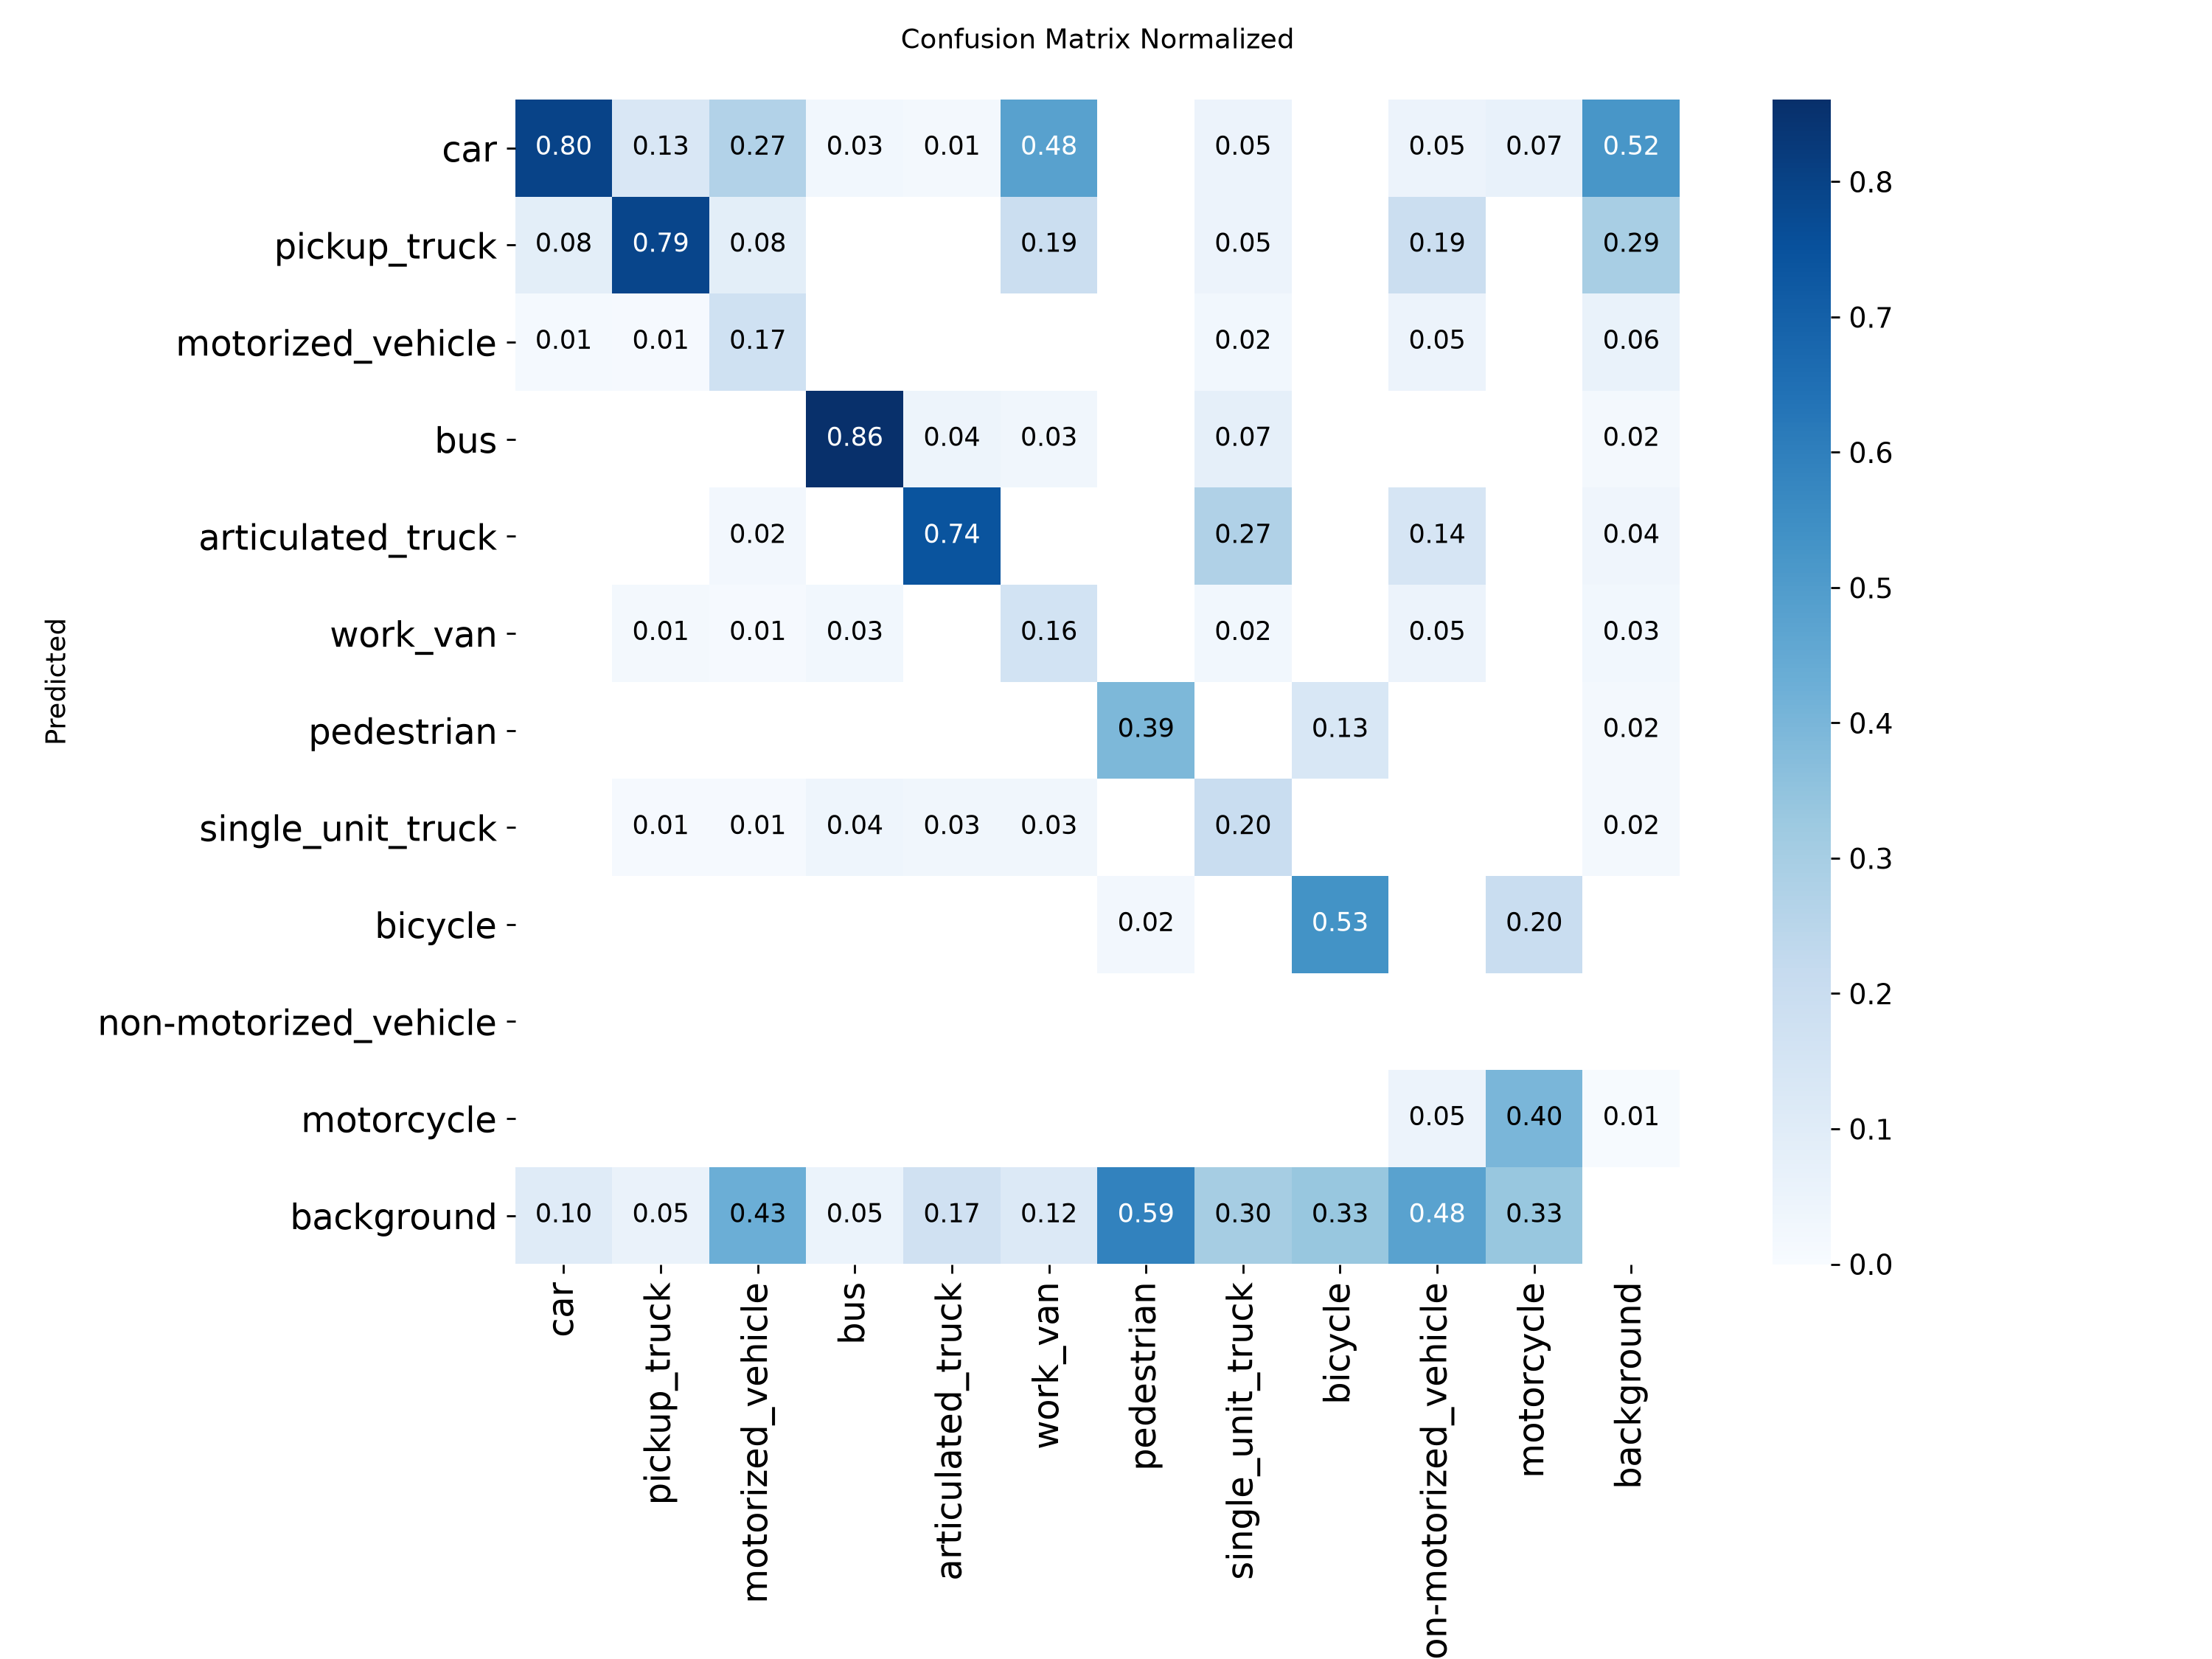 Confusion Matrix Normalized
car 0.80 0.13 0.27 0.03 0.01 0.48 0.05 0.05 0.07 0.52
pickup_truck 0.08 0.79 0.08 0.19 0.05 0.19 0.29
motorized_vehicle 0.01 0.01 0.17 0.02 0.05 0.06
bus 0.86 0.04 0.03 0.07 0.02
articulated_truck 0.02 0.74 0.27 0.14 0.04
work_van 0.01 0.01 0.03 0.16 0.02 0.05 0.03
pedestrian 0.39 0.13 0.02
single_unit_truck 0.01 0.01 0.04 0.03 0.03 0.20 0.02
bicycle 0.02 0.53 0.20
non-motorized_vehicle
motorcycle 0.05 0.40 0.01
background 0.10 0.05 0.43 0.05 0.17 0.12 0.59 0.30 0.33 0.48 0.33
Predicted
car
pickup_truck
motorized_vehicle
bus
articulated_truck
work_van
pedestrian
single_unit_truck
bicycle
on-motorized_vehicle
motorcycle
background
0.8
0.7
0.6
0.5
0.4
0.3
0.2
0.1
0.0